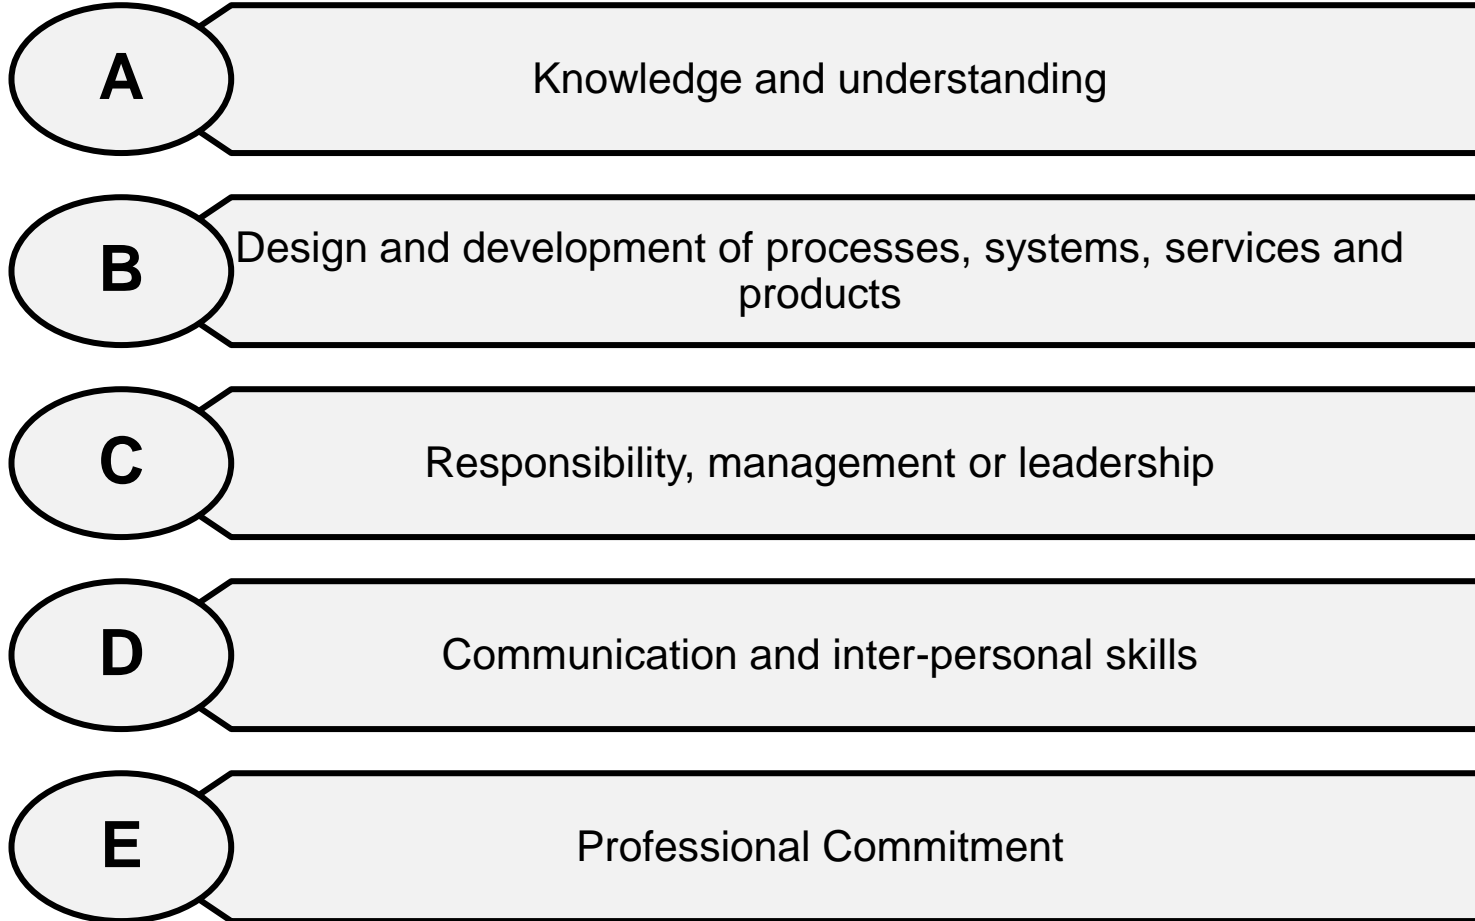 A
Knowledge and understanding
B
Design and development of processes, systems, services and
products
C
Responsibility, management or leadership
D
Communication and inter-personal skills
E
Professional Commitment